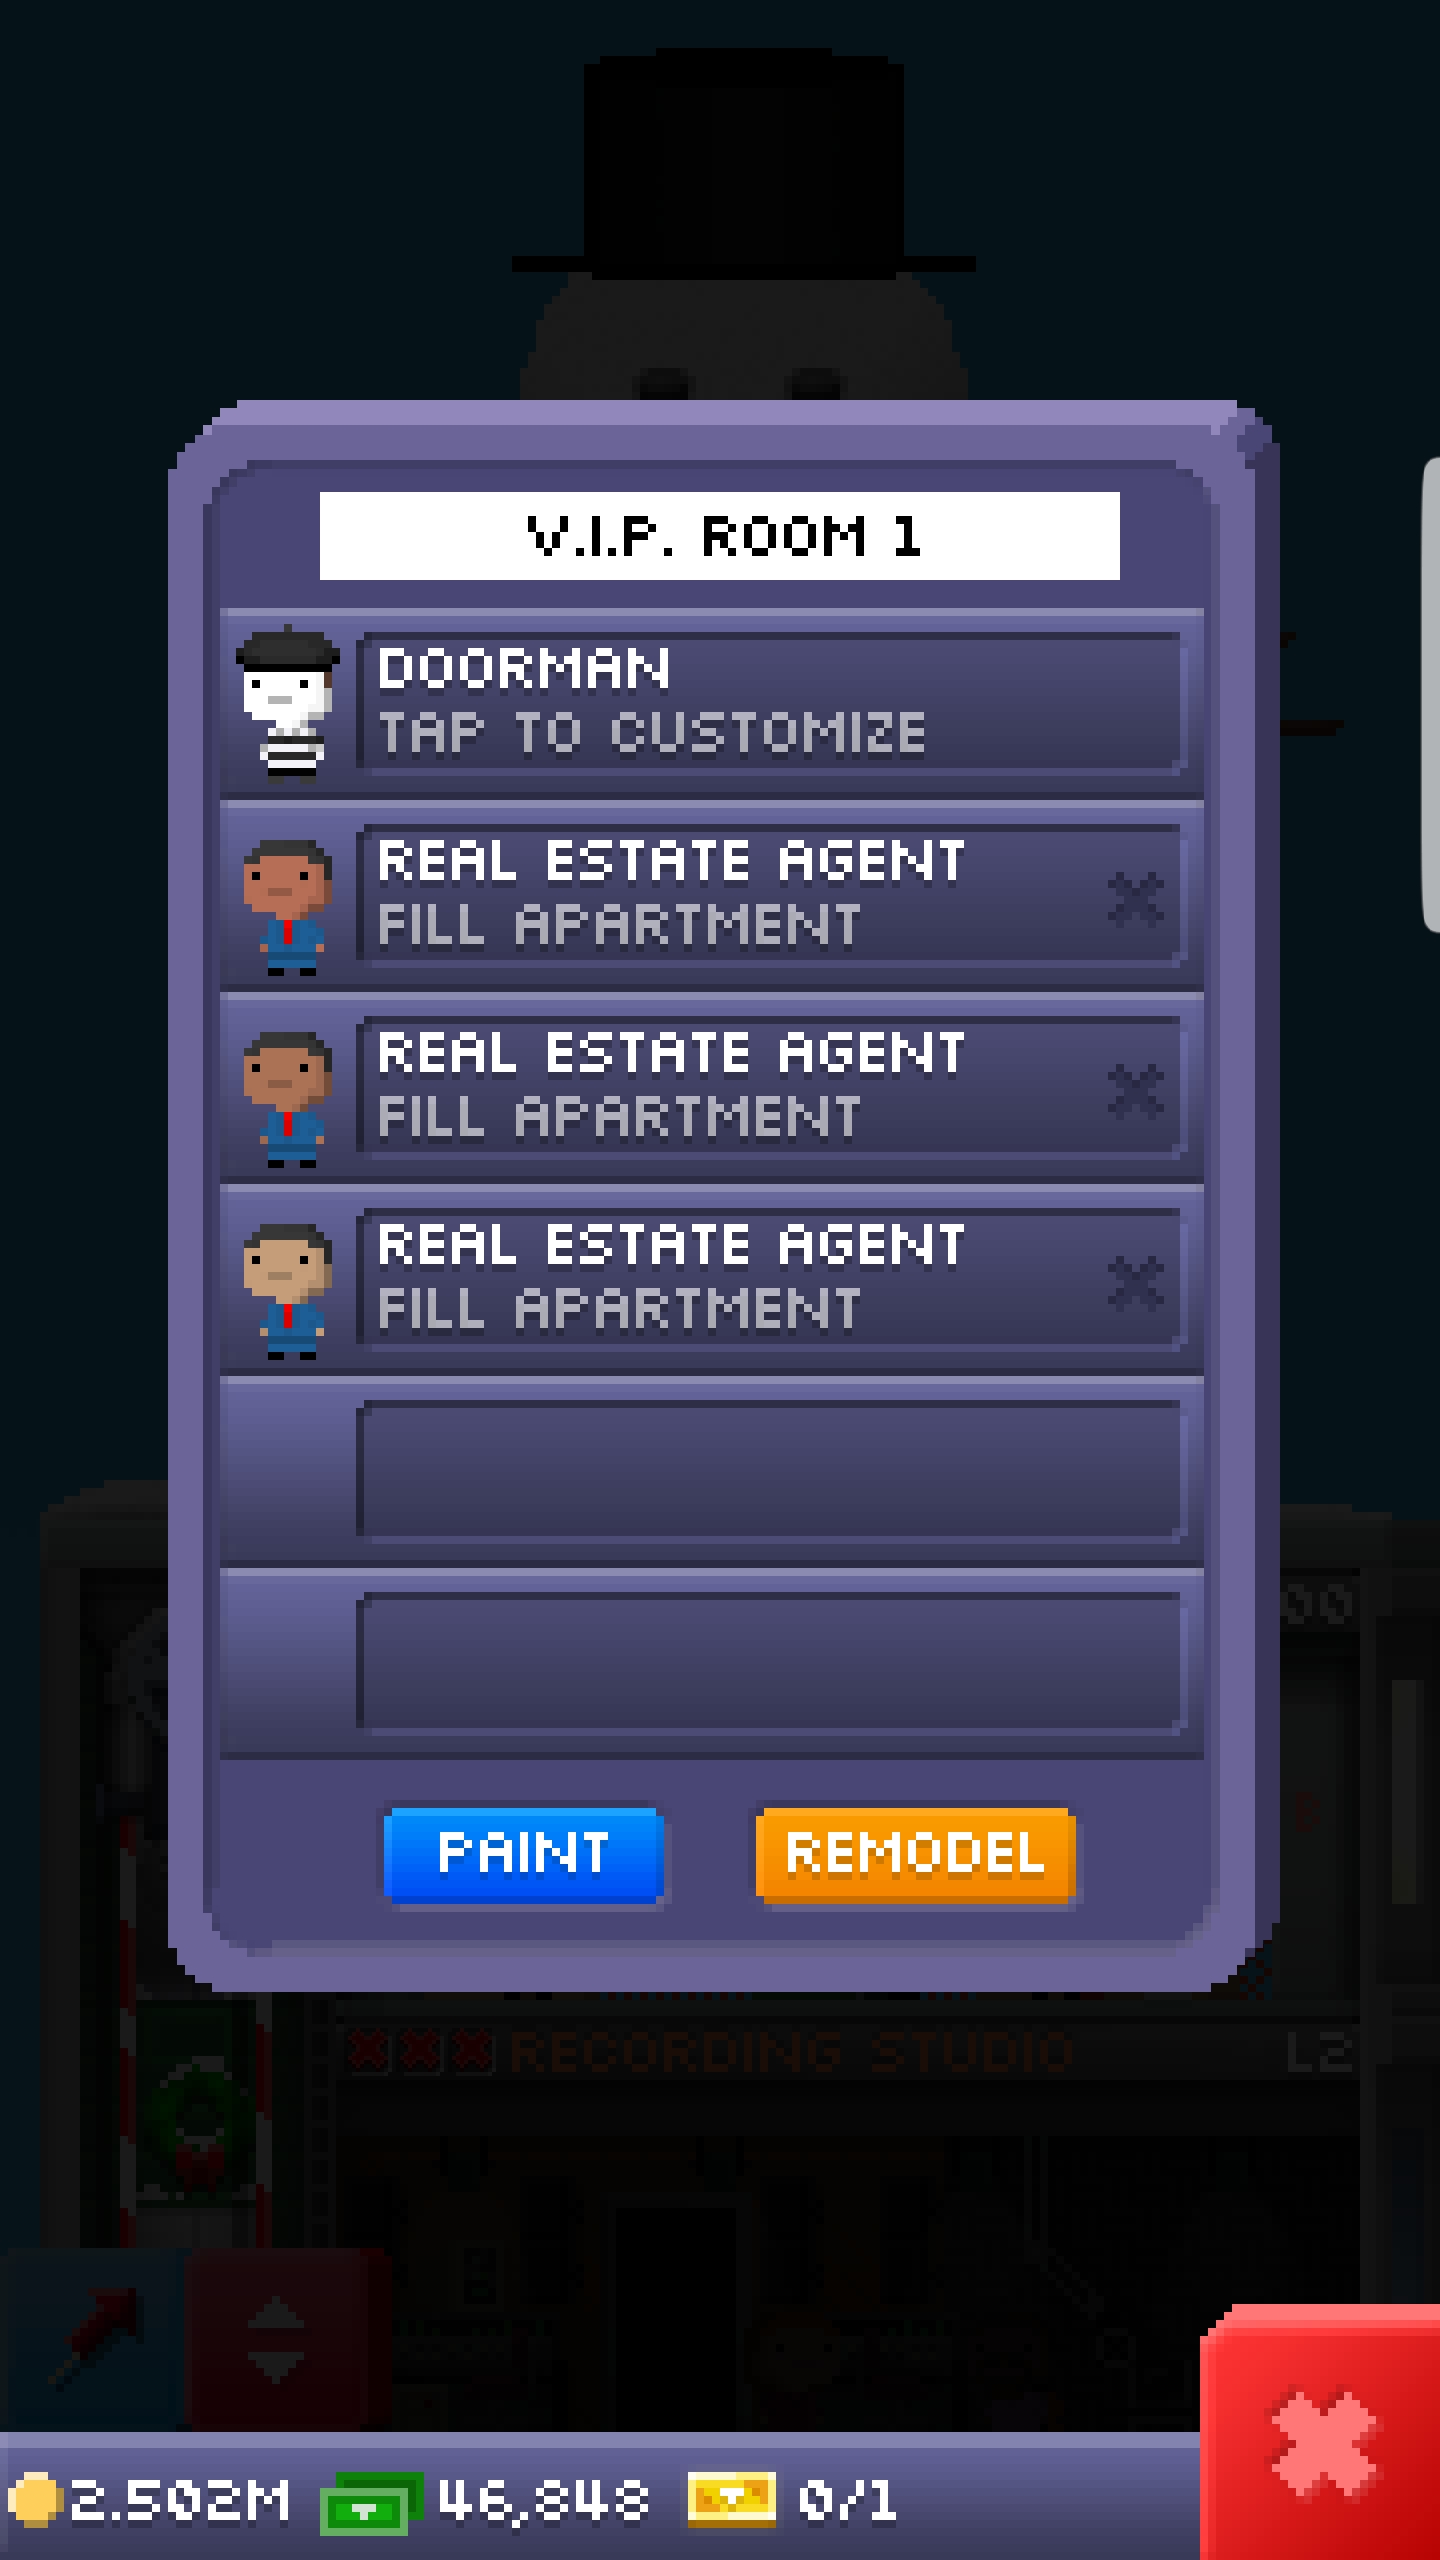 V.I.P. ROOM 1
DOORMAN
TAP TO CUSTOMIZE
REAL ESTATE AGENT
FILL APARTMENT
REAL ESTATE AGENT
FILL APARTMENT
REAL ESTATE AGENT
FILL APARTMENT
00
PAINT REMODEL
RECORDING STUDIO L2
2.502M 46,848 0/1